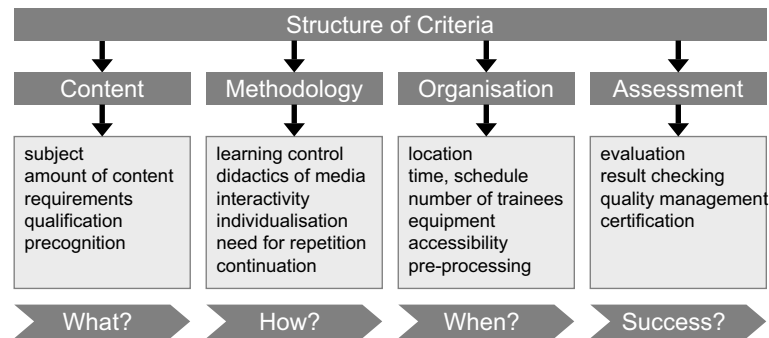 Structure of Criteria
Content
Methodology
Organisation
Assessment
subject
amount of content
requirements
qualification
precognition
learning control
didactics of media
interactivity
individualisation
need for repetition
continuation
location
time, schedule
number of trainees
equipment
accessibility
pre-processing
evaluation
result checking
quality management
certification
What?
How?
When?
Success?